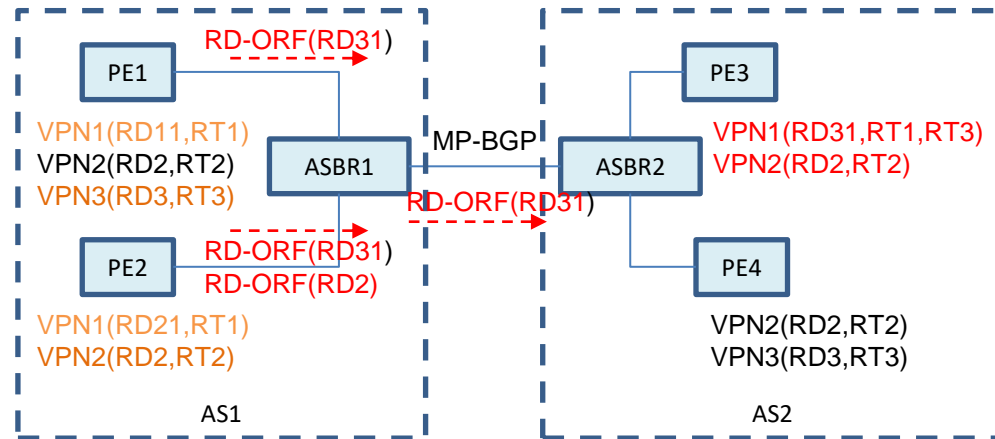 RD-ORF(RD31)
PE1
VPN1(RD11,RT1)
VPN2(RD2,RT2)
VPN3(RD3,RT3)
ASBR1
RD-ORF(RD31)
RD-ORF(RD2)
PE2
VPN1(RD21,RT1)
VPN2(RD2,RT2)
AS1
MP-BGP
RD-ORF(RD31)
PE3
VPN1(RD31,RT1,RT3)
VPN2(RD2,RT2)
ASBR2
PE4
VPN2(RD2,RT2)
VPN3(RD3,RT3)
AS2